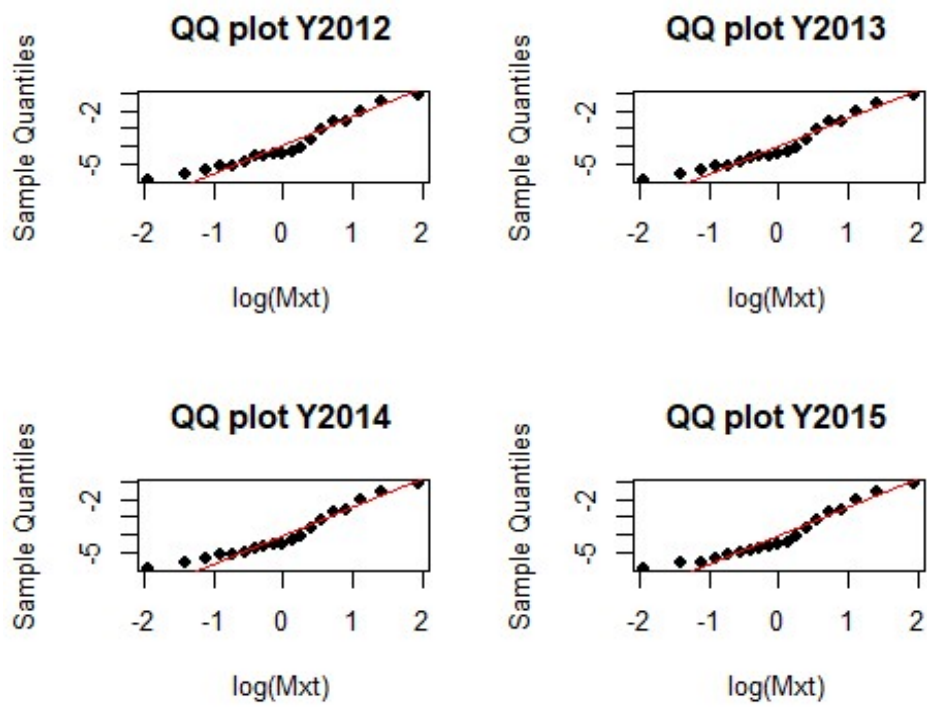 QQ plot Y2012
Sample Quantiles
-2
-5
-2 -1 0 1 2
log(Mxt)
QQ plot Y2013
Sample Quantiles
-2
-5
-2 -1 0 1 2
log(Mxt)
QQ plot Y2014
Sample Quantiles
-2
-5
-2 -1 0 1 2
log(Mxt)
QQ plot Y2015
Sample Quantiles
-2
-5
-2 -1 0 1 2
log(Mxt)